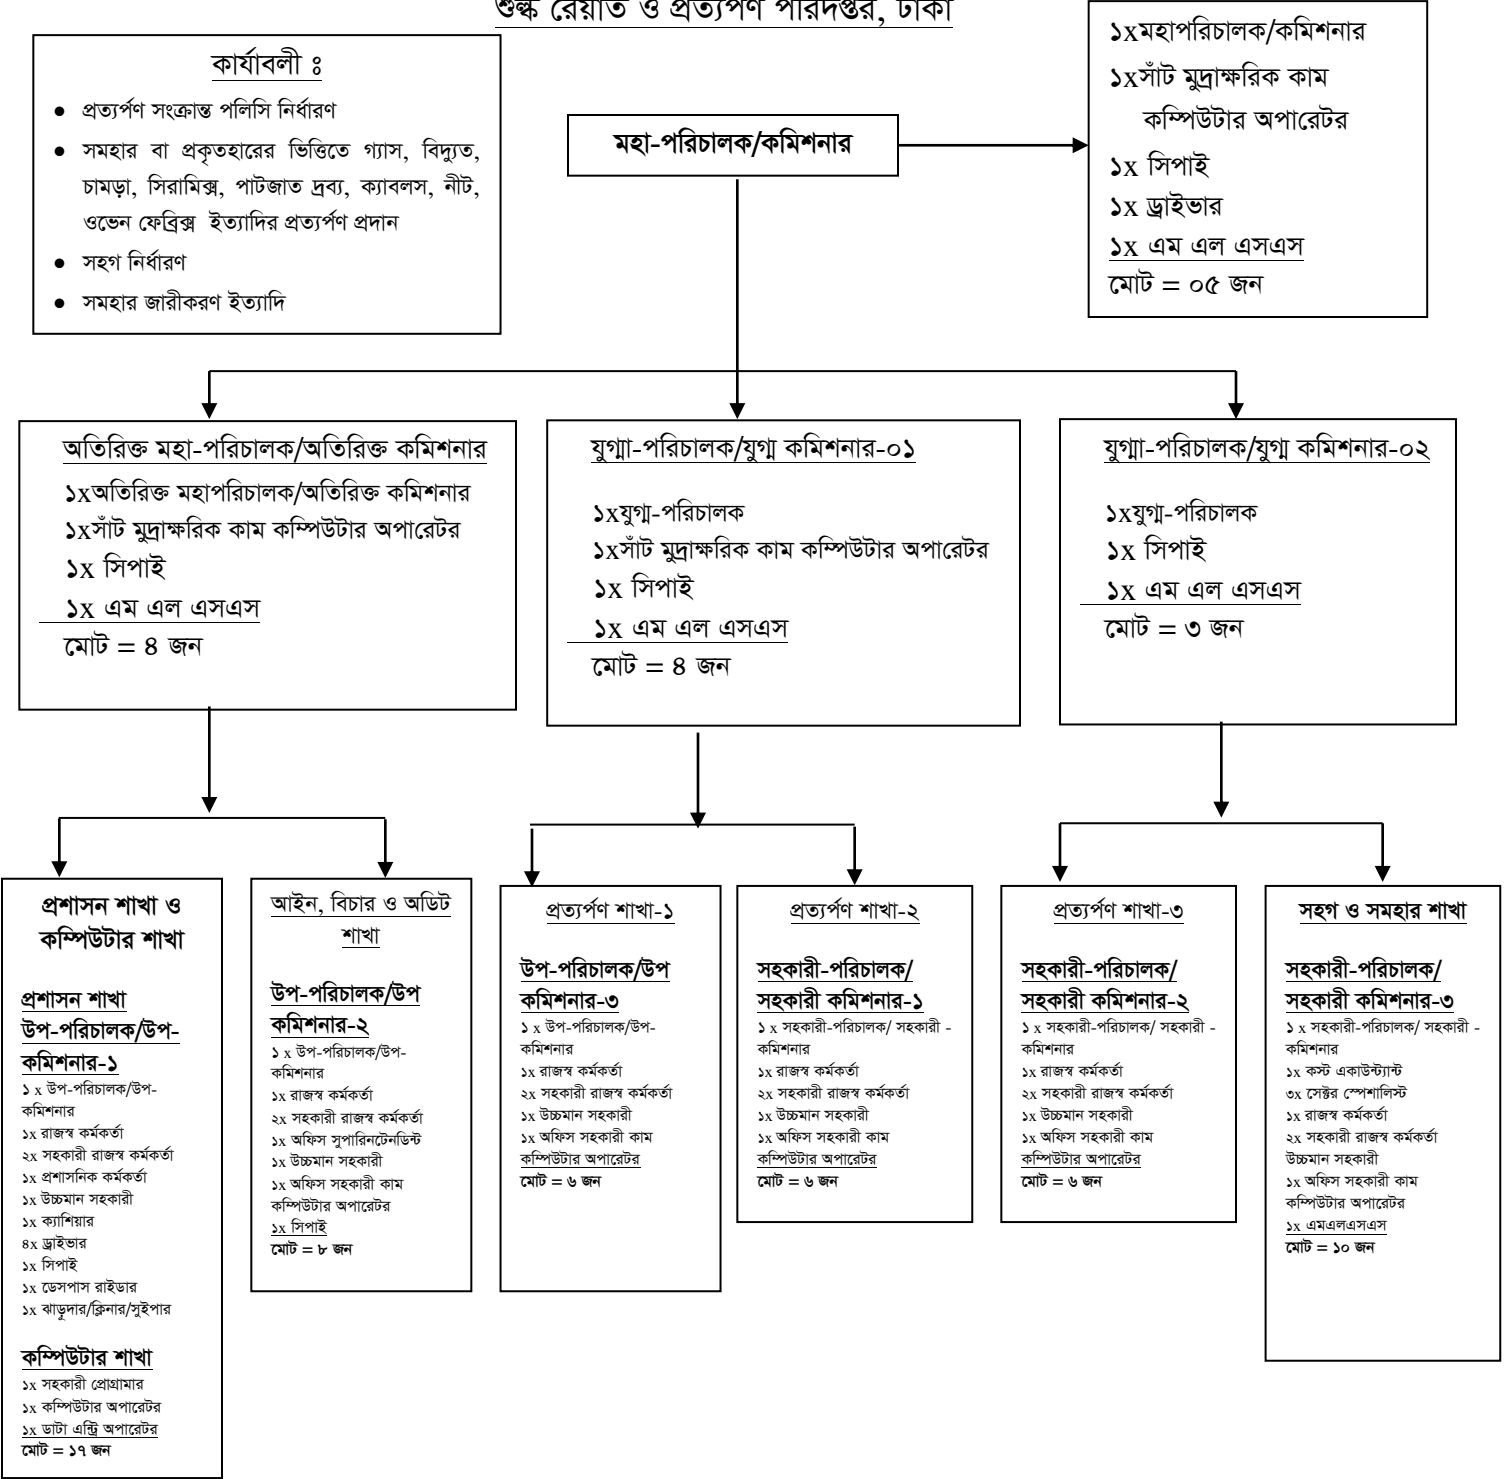 শুল্ক রেয়াত ও প্রত্যর্পণ পরিদপ্তর, ঢাকা
কার্যাবলী ঃ
● প্রত্যর্পণ সংক্রান্ত পলিসি নির্ধারণ
● সমহার বা প্রকৃতহারের ভিত্তিতে গ্যাস, বিদ্যুত,
চামড়া, সিরামিক্স, পাটজাত দ্রব্য, ক্যাবলস, নীট,
ওভেন ফেব্রিক্স ইত্যাদির প্রত্যর্পণ প্রদান
● সহগ নির্ধারণ
● সমহার জারীকরণ ইত্যাদি
মহা-পরিচালক/কমিশনার
১xমহাপরিচালক/কমিশনার
১xসাঁট মুদ্রাক্ষরিক কাম
কম্পিউটার অপারেটর
১x সিপাই
১x ড্রাইভার
১x এম এল এসএস
মোট = ০৫ জন
অতিরিক্ত মহা-পরিচালক/অতিরিক্ত কমিশনার
১xঅতিরিক্ত মহাপরিচালক/অতিরিক্ত কমিশনার
১xসাঁট মুদ্রাক্ষরিক কাম কম্পিউটার অপারেটর
১x সিপাই
১x এম এল এসএস
মোট = ৪ জন
যুগ্মা-পরিচালক/যুগ্ম কমিশনার-০১
১xযুগ্ম-পরিচালক
১xসাঁট মুদ্রাক্ষরিক কাম কম্পিউটার অপারেটর
১x সিপাই
১x এম এল এসএস
মোট = ৪ জন
যুগ্মা-পরিচালক/যুগ্ম কমিশনার-০২
১xযুগ্ম-পরিচালক
১x সিপাই
১x এম এল এসএস
মোট = ৩ জন
প্রশাসন শাখা ও
কম্পিউটার শাখা
প্রশাসন শাখা
উপ-পরিচালক/উপ-
কমিশনার-১
১ x উপ-পরিচালক/উপ-
কমিশনার
১x রাজস্ব কর্মকর্তা
২x সহকারী রাজস্ব কর্মকর্তা
১x প্রশাসনিক কর্মকর্তা
১x উচ্চমান সহকারী
১x ক্যাশিয়ার
৪x ড্রাইভার
১x সিপাই
১x ডেসপাস রাইডার
১x ঝাড়ুদার/ক্লিনার/সুইপার
কম্পিউটার শাখা
১x সহকারী প্রোগ্রামার
১x কম্পিউটার অপারেটর
১x ডাটা এন্ট্রি অপারেটর
মোট = ১৭ জন
আইন, বিচার ও অডিট
শাখা
উপ-পরিচালক/উপ
কমিশনার-২
১ x উপ-পরিচালক/উপ-
কমিশনার
১x রাজস্ব কর্মকর্তা
২x সহকারী রাজস্ব কর্মকর্তা
১x অফিস সুপারিনটেনডিন্ট
১x উচ্চমান সহকারী
১x অফিস সহকারী কাম
কম্পিউটার অপারেটর
১x সিপাই
মোট = ৮ জন
প্রত্যর্পণ শাখা-১
উপ-পরিচালক/উপ
কমিশনার-৩
১ x উপ-পরিচালক/উপ-
কমিশনার
১x রাজস্ব কর্মকর্তা
২x সহকারী রাজস্ব কর্মকর্তা
১x উচ্চমান সহকারী
১x অফিস সহকারী কাম
কম্পিউটার অপারেটর
মোট = ৬ জন
প্রত্যর্পণ শাখা-২
সহকারী-পরিচালক/
সহকারী কমিশনার-১
১ x সহকারী-পরিচালক/ সহকারী -
কমিশনার
১x রাজস্ব কর্মকর্তা
২x সহকারী রাজস্ব কর্মকর্তা
১x উচ্চমান সহকারী
১x অফিস সহকারী কাম
কম্পিউটার অপারেটর
মোট = ৬ জন
প্রত্যর্পণ শাখা-৩
সহকারী-পরিচালক/
সহকারী কমিশনার-২
১ x সহকারী-পরিচালক/ সহকারী -
কমিশনার
১x রাজস্ব কর্মকর্তা
২x সহকারী রাজস্ব কর্মকর্তা
১x উচ্চমান সহকারী
১x অফিস সহকারী কাম
কম্পিউটার অপারেটর
মোট = ৬ জন
সহগ ও সমহার শাখা
সহকারী-পরিচালক/
সহকারী কমিশনার-৩
১ x সহকারী-পরিচালক/ সহকারী -
কমিশনার
১x কস্ট একাউন্ট্যান্ট
৩x সেক্টর স্পেশালিস্ট
১x রাজস্ব কর্মকর্তা
২x সহকারী রাজস্ব কর্মকর্তা
উচ্চমান সহকারী
১x অফিস সহকারী কাম
কম্পিউটার অপারেটর
১x এমএলএসএস
মোট = ১০ জন